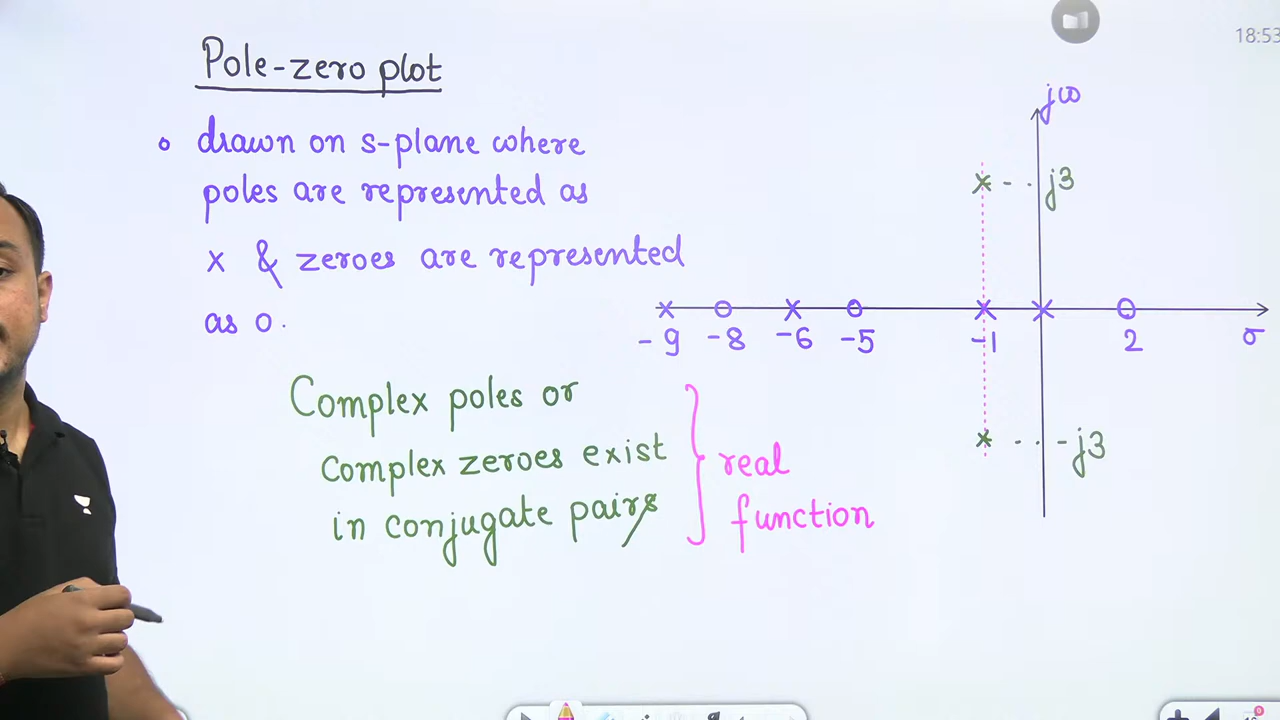 18:53
Pole-zero plot
o drawn on s-plane where
poles are represented as
x & zeroes are represented
as o.
jω
j3
-9 -8 -6 -5 -1 2 σ
-j3
Complex poles or
complex zeroes exist
in conjugate pairs
real
function